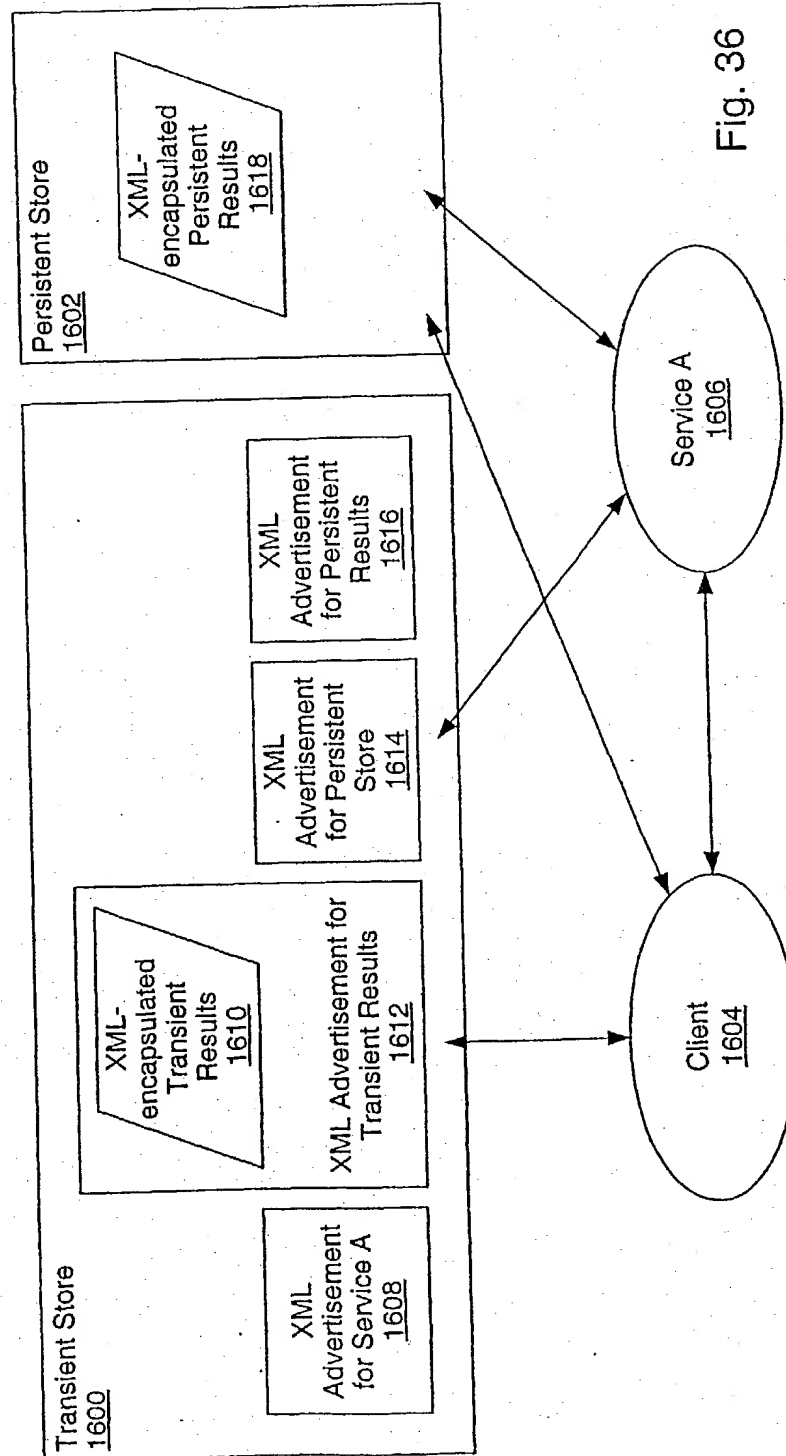 Transient Store
1600
XML
Advertisement
for Service A
1608
XML-
encapsulated
Transient
Results
1610
XML Advertisement for
Transient Results
1612
XML
Advertisement
for Persistent
Store
1614
XML
Advertisement
for Persistent
Results
1616
Persistent Store
1602
XML-
encapsulated
Persistent
Results
1618
Client
1604
Service A
1606
Fig. 36